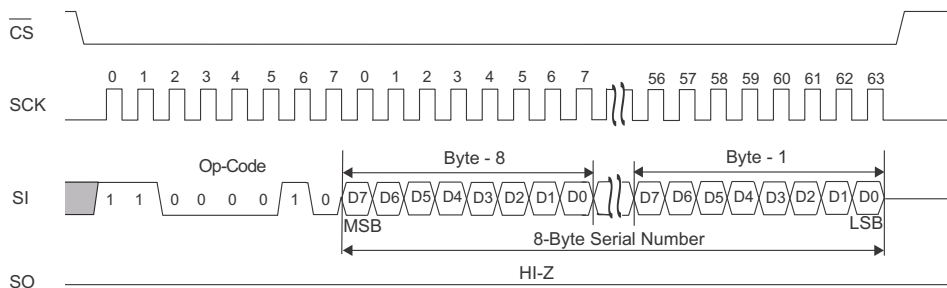 CS
0 1 2 3 4 5 6 7 0 1 2 3 4 5 6 7 56 57 58 59 60 61 62 63
SCK
Op-Code Byte - 8 Byte - 1
SI 1 1 0 0 0 0 1 0 D7 D6 D5 D4 D3 D2 D1 D0 D7 D6 D5 D4 D3 D2 D1 D0
MSB LSB
8-Byte Serial Number
HI-Z
SO